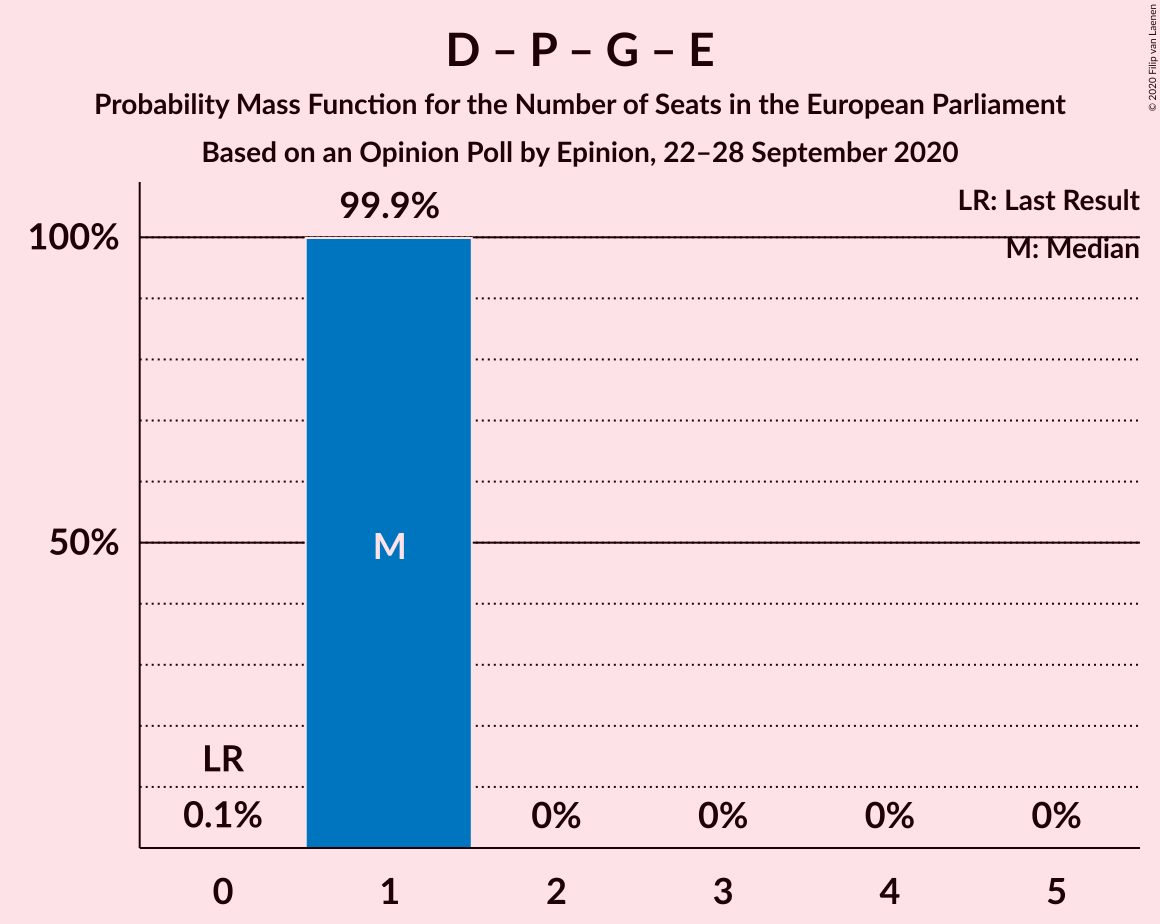 D – P – G – E
Probability Mass Function for the Number of Seats in the European Parliament
Based on an Opinion Poll by Epinion, 22–28 September 2020
© 2020 Filip van Laenen
LR: Last Result
M: Median
99.9%
100%
50%
M
LR
0.1%
0%
0%
0%
0%
0
1
2
3
4
5